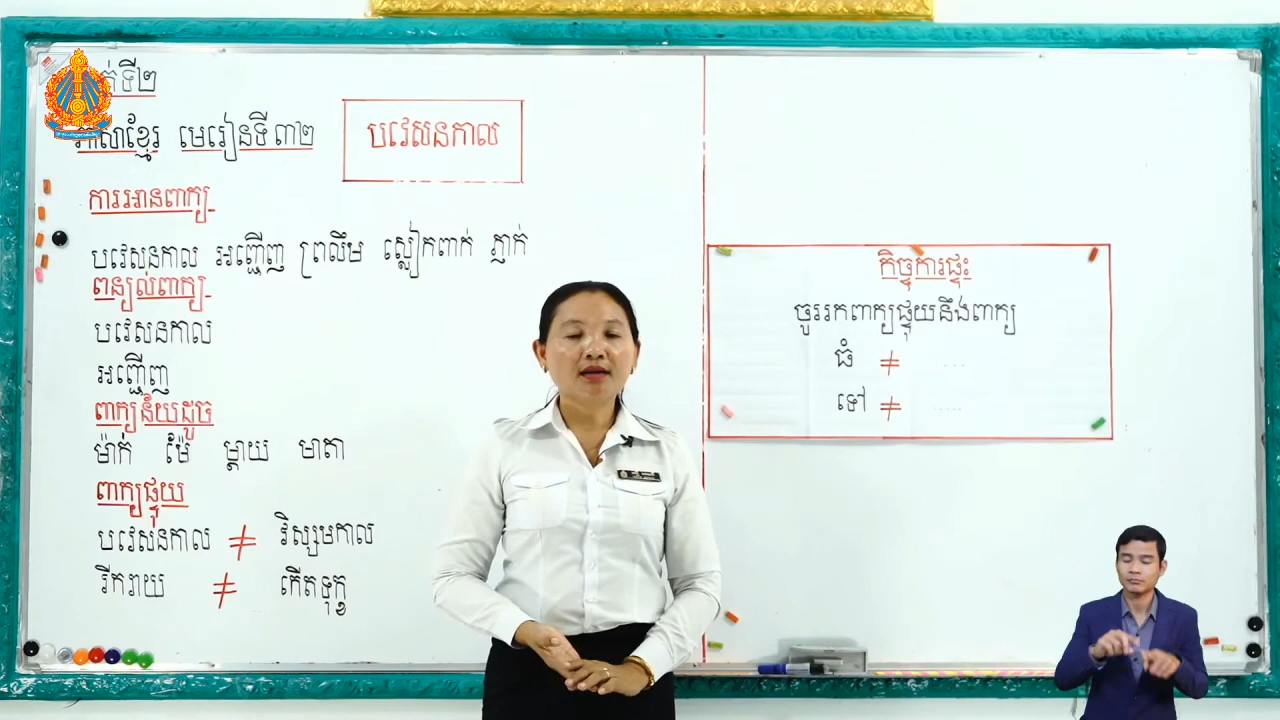 ភាសាខ្មែរ មេរៀនទី ៣២
បវេសនកាល
ការអានពាក្យ
បវេសនកាល អញ្ជើញ ព្រលឹម ស្លៀកពាក់ ភ្ញាក់
ពន្យល់ពាក្យ
បវេសនកាល
អញ្ជើញ
ពាក្យន័យដូច
ម៉ាក់ ម៉ែ ម្តាយ មាតា
ពាក្យផ្ទុយ
បវេសនកាល ≠ វិស្សមកាល
រីករាយ ≠ កើតទុក្ខ
កិច្ចការផ្ទះ
ចូររកពាក្យផ្ទុយនឹងពាក្យ
ធំ ≠ ....
ទៅ ≠ .....